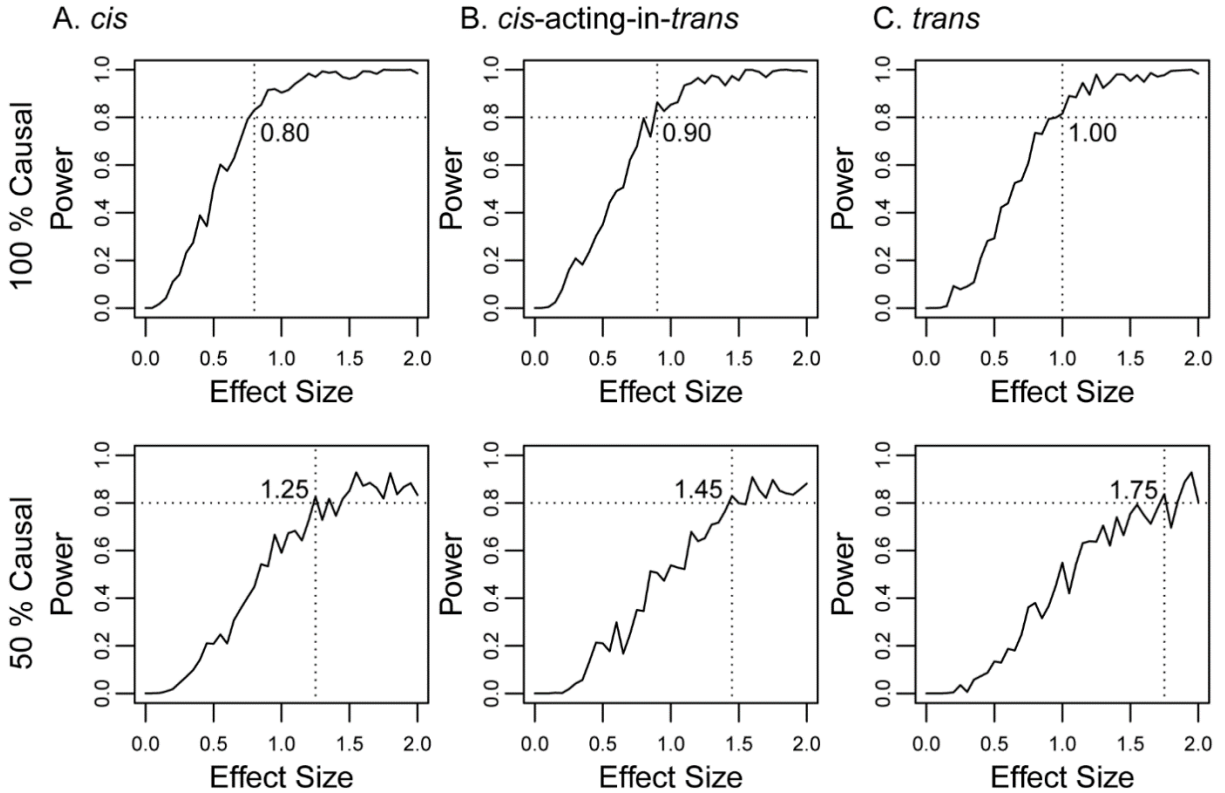 A. cis
B. cis-acting-in-trans
C. trans
100 % Causal
Power
0.0 0.2 0.4 0.6 0.8 1.0
0.80
0.0 0.5 1.0 1.5 2.0
Effect Size
Power
0.0 0.2 0.4 0.6 0.8 1.0
0.90
0.0 0.5 1.0 1.5 2.0
Effect Size
Power
0.0 0.2 0.4 0.6 0.8 1.0
1.00
0.0 0.5 1.0 1.5 2.0
Effect Size
50 % Causal
Power
0.0 0.2 0.4 0.6 0.8 1.0
1.25
0.0 0.5 1.0 1.5 2.0
Effect Size
Power
0.0 0.2 0.4 0.6 0.8 1.0
1.45
0.0 0.5 1.0 1.5 2.0
Effect Size
Power
0.0 0.2 0.4 0.6 0.8 1.0
1.75
0.0 0.5 1.0 1.5 2.0
Effect Size